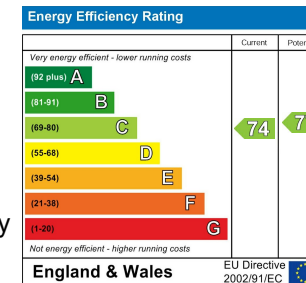 Energy Efficiency Rating
Current
Very energy efficient - lower running costs
(92 plus) A
(81-91) B
(69-80) C 74
(55-68) D
(39-54) E
(21-38) F
(1-20) G
Not energy efficient - higher running costs
England & Wales
EU Directive
2002/91/EC